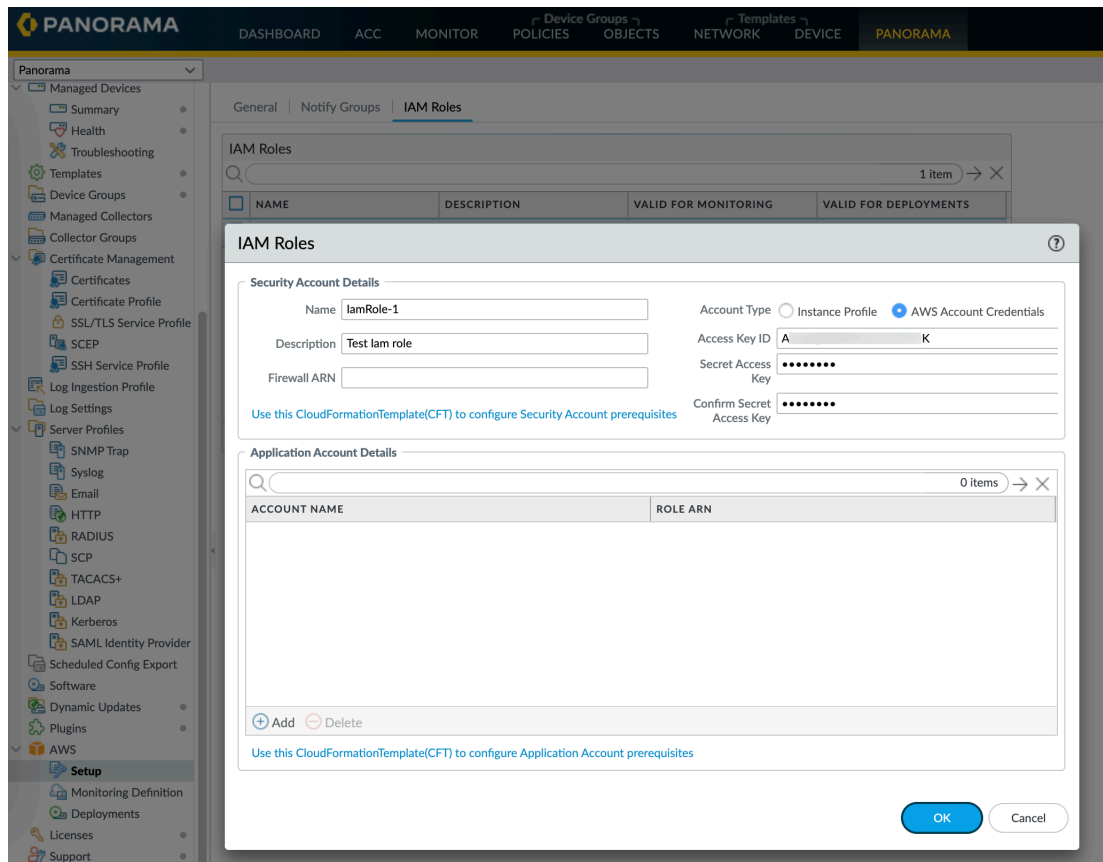 PANORAMA
Device Groups
Templates
DASHBOARD ACC MONITOR POLICIES OBJECTS NETWORK DEVICE PANORAMA
Panorama
Managed Devices
Summary
Health
Troubleshooting
Templates
Device Groups
Managed Collectors
Collector Groups
Certificate Management
Certificates
Certificate Profile
SSL/TLS Service Profile
SCEP
SSH Service Profile
Log Ingestion Profile
Log Settings
Server Profiles
SNMP Trap
Syslog
Email
HTTP
RADIUS
SCP
TACACS+
LDAP
Kerberos
SAML Identity Provider
Scheduled Config Export
Software
Dynamic Updates
Plugins
AWS
Setup
Monitoring Definition
Deployments
Licenses
Support
General Notify Groups IAM Roles
IAM Roles
1 item
NAME DESCRIPTION VALID FOR MONITORING VALID FOR DEPLOYMENTS
IAM Roles
Security Account Details
Name IamRole-1
Description Test Iam role
Firewall ARN
Use this CloudFormationTemplate(CFT) to configure Security Account prerequisites
Account Type Instance Profile AWS Account Credentials
Access Key ID A K
Secret Access
Key
••••••••
Confirm Secret
Access Key
••••••••
Application Account Details
0 items
ACCOUNT NAME ROLE ARN
Add Delete
Use this CloudFormationTemplate(CFT) to configure Application Account prerequisites
OK Cancel